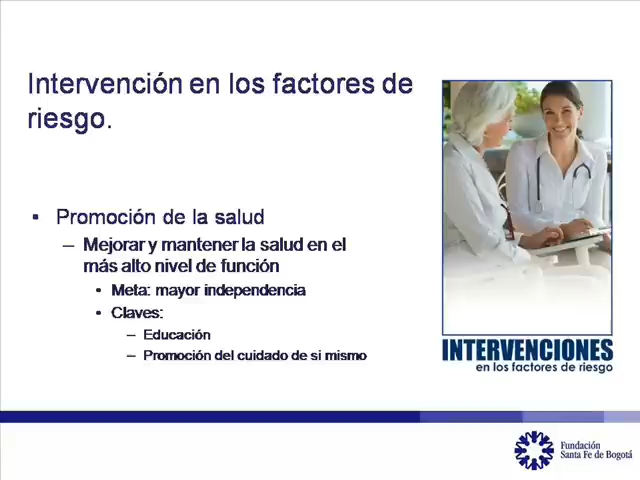 Intervención en los factores de
riesgo.
• Promoción de la salud
– Mejorar y mantener la salud en el
más alto nivel de función
• Meta: mayor independencia
• Claves:
– Educación
– Promoción del cuidado de si mismo
INTERVENCIONES
en los factores de riesgo
Fundación
Santa Fe de Bogotá